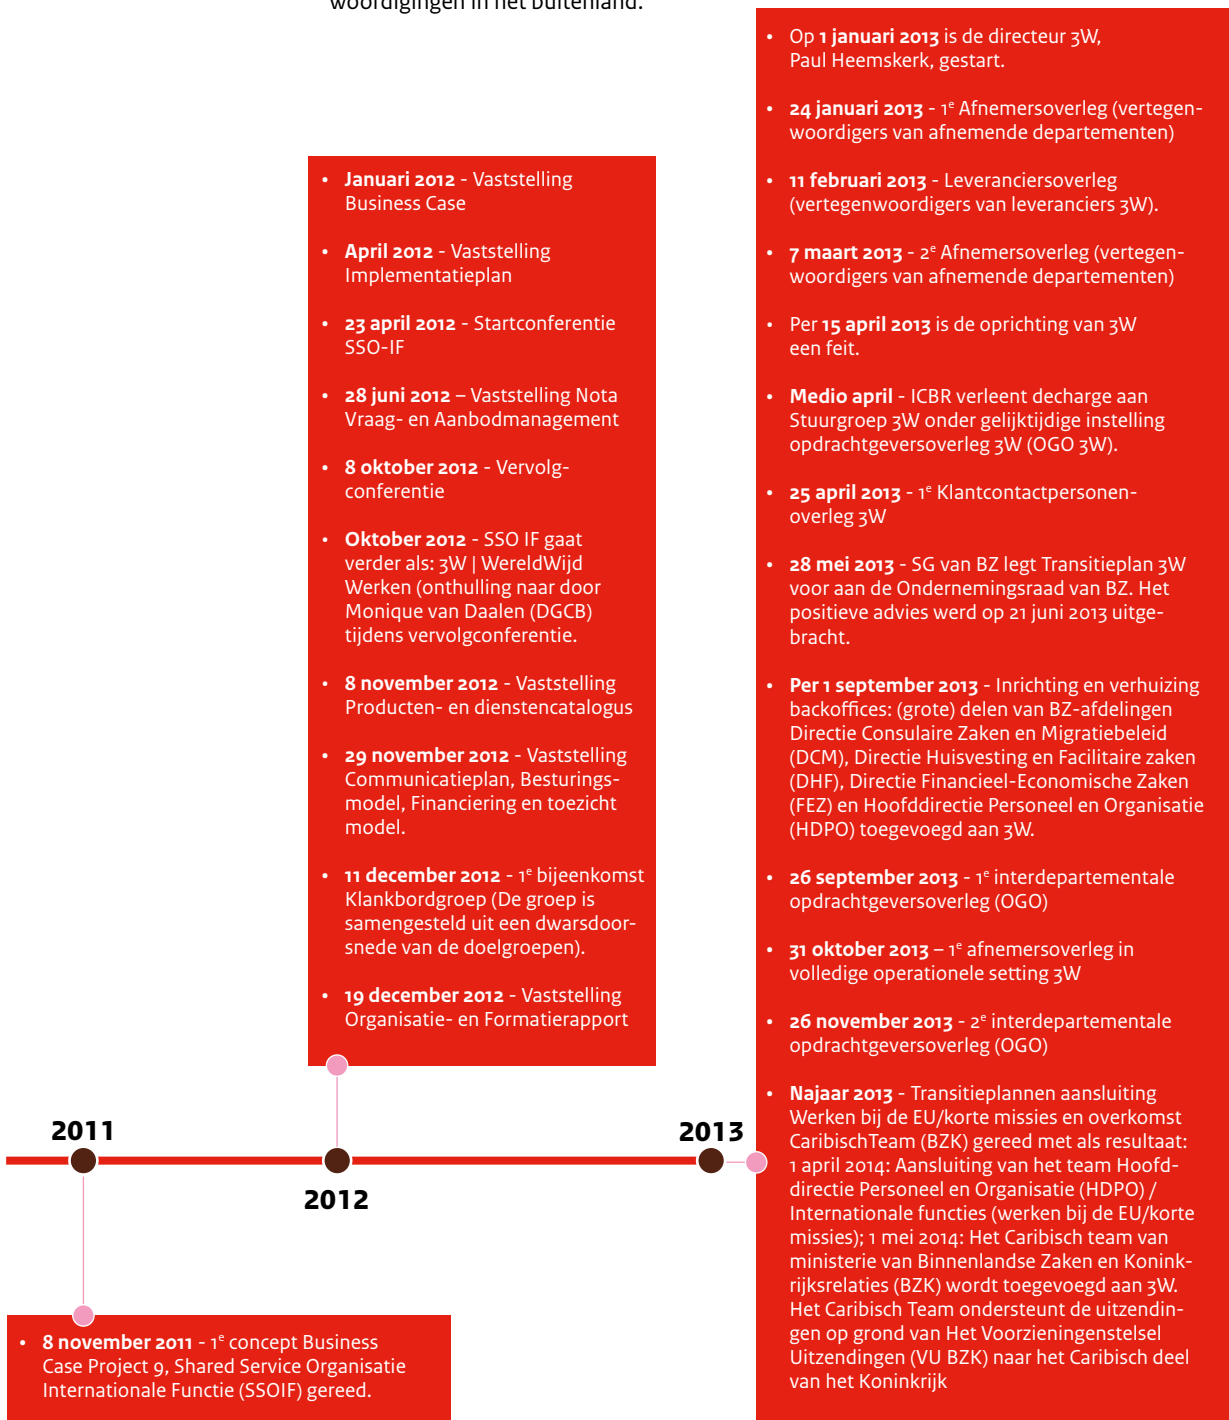 woordigingen in het buitenland.
2011
• 8 november 2011 - 1e concept Business
Case Project 9, Shared Service Organisatie
Internationale Functie (SSOIF) gereed.
2012
• Januari 2012 - Vaststelling
Business Case
• April 2012 - Vaststelling
Implementatieplan
• 23 april 2012 - Startconferentie
SSO-IF
• 28 juni 2012 – Vaststelling Nota
Vraag- en Aanbodmanagement
• 8 oktober 2012 - Vervolg-
conferentie
• Oktober 2012 - SSO IF gaat
verder als: 3W | WereldWijd
Werken (onthulling naar door
Monique van Daalen (DGCB)
tijdens vervolgconferentie.
• 8 november 2012 - Vaststelling
Producten- en dienstencatalogus
• 29 november 2012 - Vaststelling
Communicatieplan, Besturings-
model, Financiering en toezicht
model.
• 11 december 2012 - 1e bijeenkomst
Klankbordgroep (De groep is
samengesteld uit een dwarsdoor-
snede van de doelgroepen).
• 19 december 2012 - Vaststelling
Organisatie- en Formatierapport
2013
• Op 1 januari 2013 is de directeur 3W,
Paul Heemskerk, gestart.
• 24 januari 2013 - 1e Afnemersoverleg (vertegen-
woordigers van afnemende departementen)
• 11 februari 2013 - Leveranciersoverleg
(vertegenwoordigers van leveranciers 3W).
• 7 maart 2013 - 2e Afnemersoverleg (vertegen-
woordigers van afnemende departementen)
• Per 15 april 2013 is de oprichting van 3W
een feit.
• Medio april - ICBR verleent decharge aan
Stuurgroep 3W onder gelijktijdige instelling
opdrachtgeversoverleg 3W (OGO 3W).
• 25 april 2013 - 1e Klantcontactpersonen-
overleg 3W
• 28 mei 2013 - SG van BZ legt Transitieplan 3W
voor aan de Ondernemingsraad van BZ. Het
positieve advies werd op 21 juni 2013 uitge-
bracht.
• Per 1 september 2013 - Inrichting en verhuizing
backoffices: (grote) delen van BZ-afdelingen
Directie Consulaire Zaken en Migratiebeleid
(DCM), Directie Huisvesting en Facilitaire zaken
(DHF), Directie Financieel-Economische Zaken
(FEZ) en Hoofddirectie Personeel en Organisatie
(HDPO) toegevoegd aan 3W.
• 26 september 2013 - 1e interdepartementale
opdrachtgeversoverleg (OGO)
• 31 oktober 2013 – 1e afnemersoverleg in
volledige operationele setting 3W
• 26 november 2013 - 2e interdepartementale
opdrachtgeversoverleg (OGO)
• Najaar 2013 - Transitieplannen aansluiting
Werken bij de EU/korte missies en overkomst
CaribischTeam (BZK) gereed met als resultaat:
1 april 2014: Aansluiting van het team Hoofd-
directie Personeel en Organisatie (HDPO) /
Internationale functies (werken bij de EU/korte
missies); 1 mei 2014: Het Caribisch team van
ministerie van Binnenlandse Zaken en Konink-
rijksrelaties (BZK) wordt toegevoegd aan 3W.
Het Caribisch Team ondersteunt de uitzendin-
gen op grond van Het Voorzieningenstelsel
Uitzendingen (VU BZK) naar het Caribisch deel
van het Koninkrijk